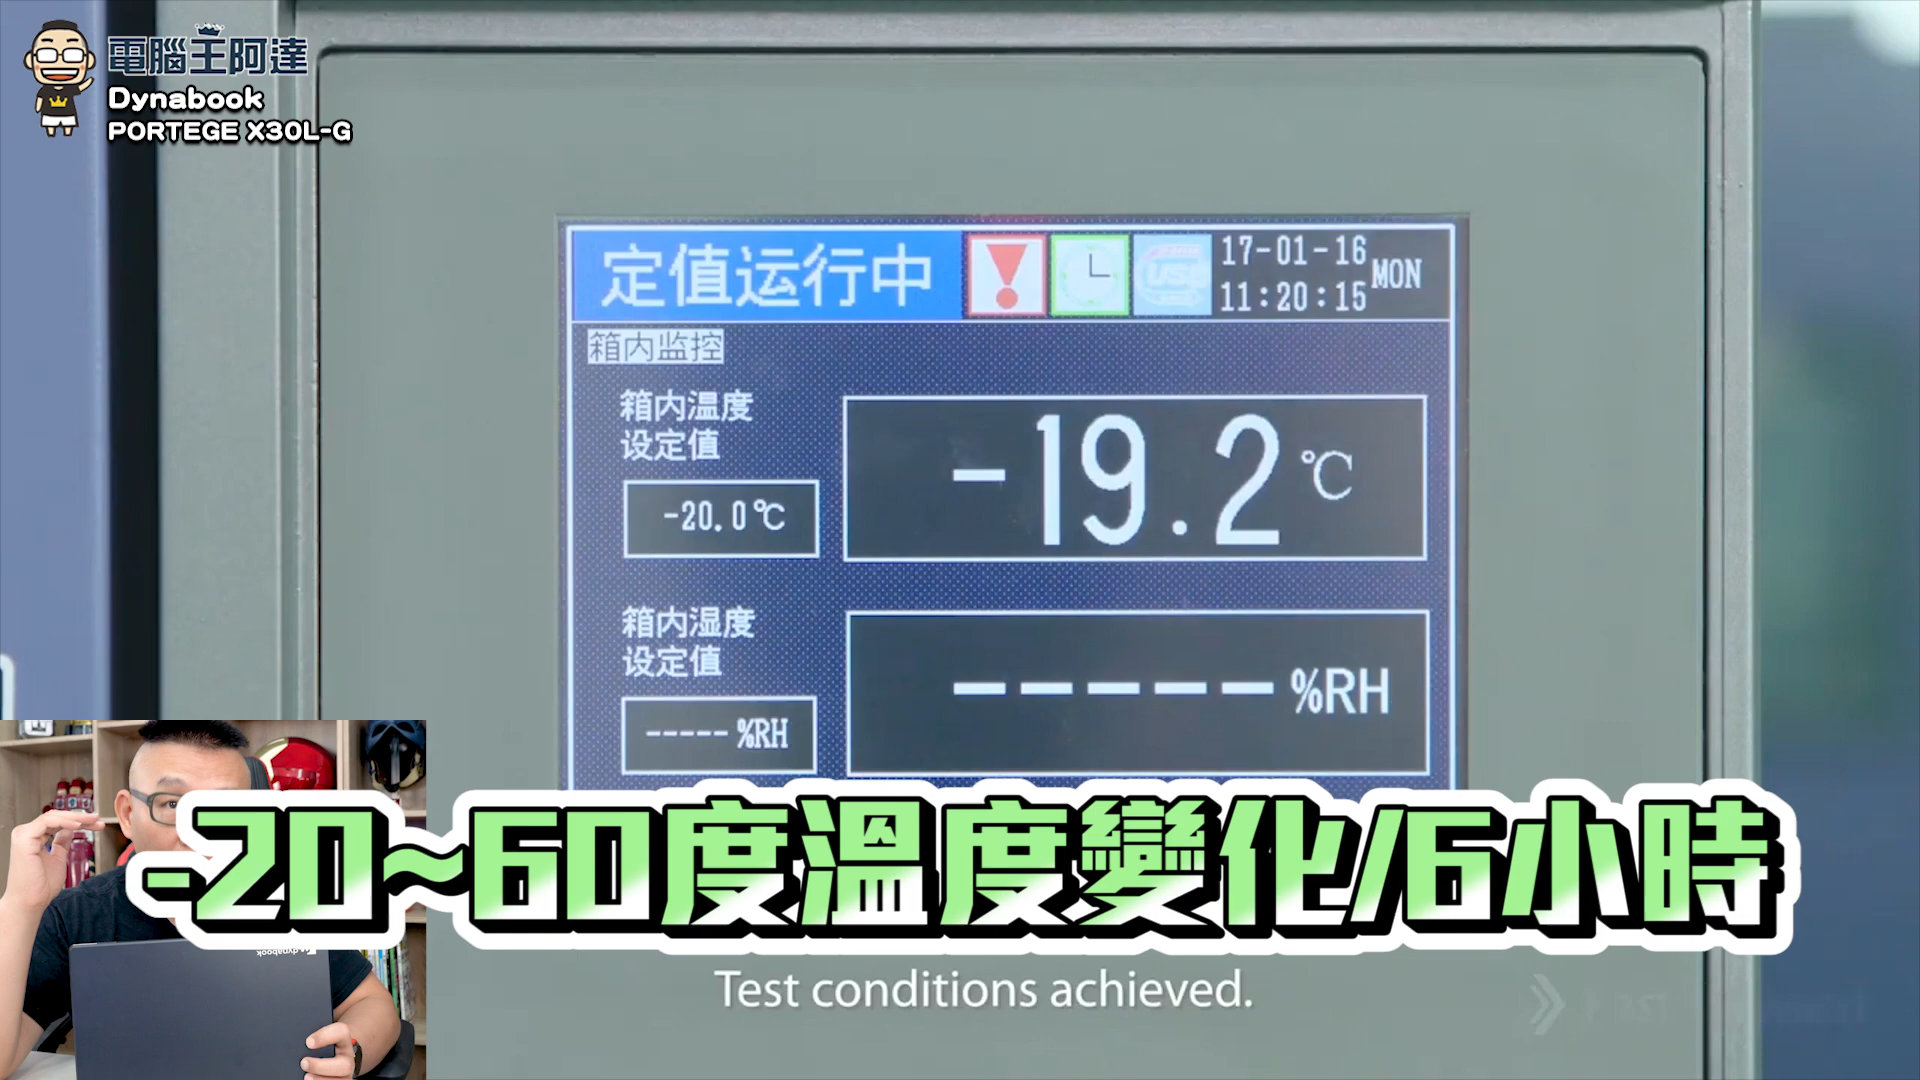 電腦王阿達
Dynabook
PORTEGE X30L-G
定值运行中
17-01-16
11:20:15
MON
USB
箱内监控
箱内温度
设定值
-20.0℃
-19.2℃
箱内湿度
设定值
-----%RH
-----%RH
-20~60度溫度變化/6小時
dynabook
Test conditions achieved.